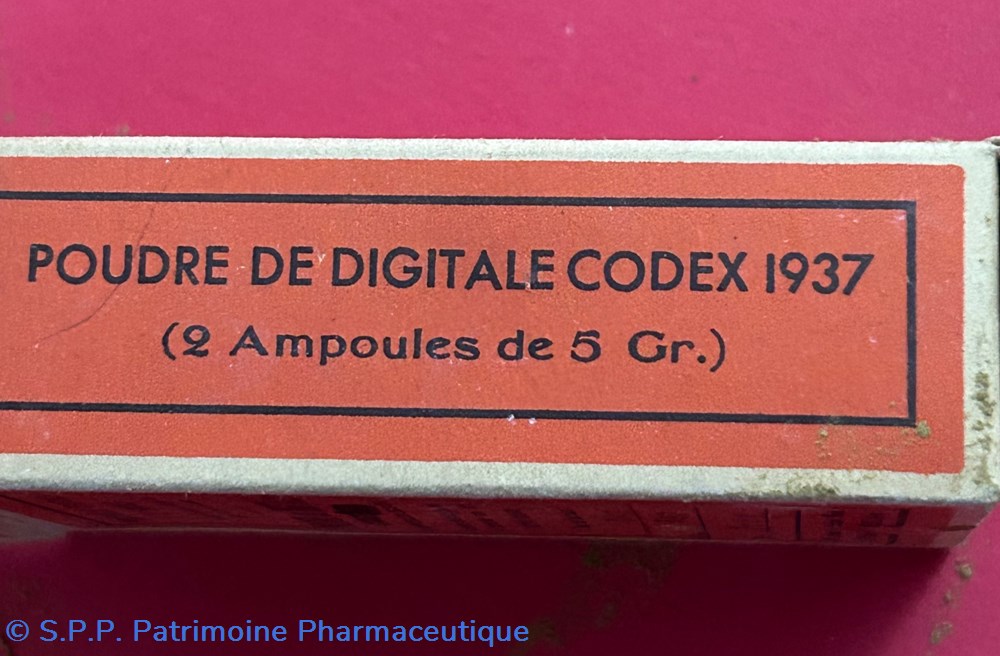 POUDRE DE DIGITALE CODEX 1937
(2 Ampoules de 5 Gr.)
© S.P.P. Patrimoine Pharmaceutique